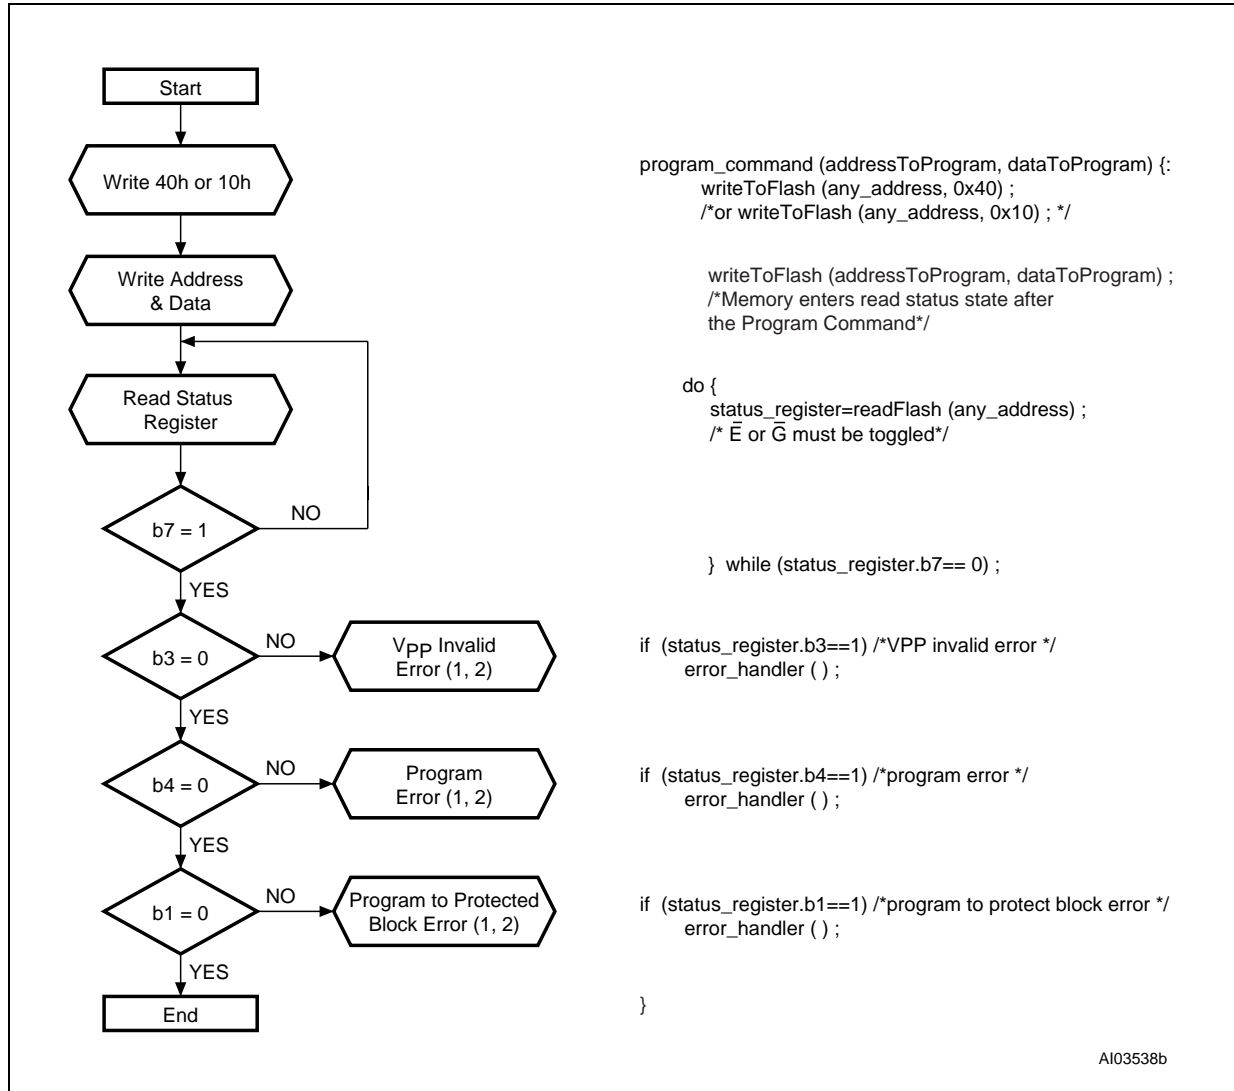 Start
Write 40h or 10h
Write Address
& Data
Read Status
Register
b7 = 1
NO
YES
b3 = 0
NO
VPP Invalid
Error (1, 2)
YES
b4 = 0
NO
Program
Error (1, 2)
YES
b1 = 0
NO
Program to Protected
Block Error (1, 2)
YES
End
program_command (addressToProgram, dataToProgram) {:
writeToFlash (any_address, 0x40) ;
/*or writeToFlash (any_address, 0x10) ; */
writeToFlash (addressToProgram, dataToProgram) ;
/*Memory enters read status state after
the Program Command*/
do {
status_register=readFlash (any_address) ;
/* E̅ or G̅ must be toggled*/
} while (status_register.b7== 0) ;
if (status_register.b3==1) /*VPP invalid error */
error_handler ( ) ;
if (status_register.b4==1) /*program error */
error_handler ( ) ;
if (status_register.b1==1) /*program to protect block error */
error_handler ( ) ;
}
AI03538b